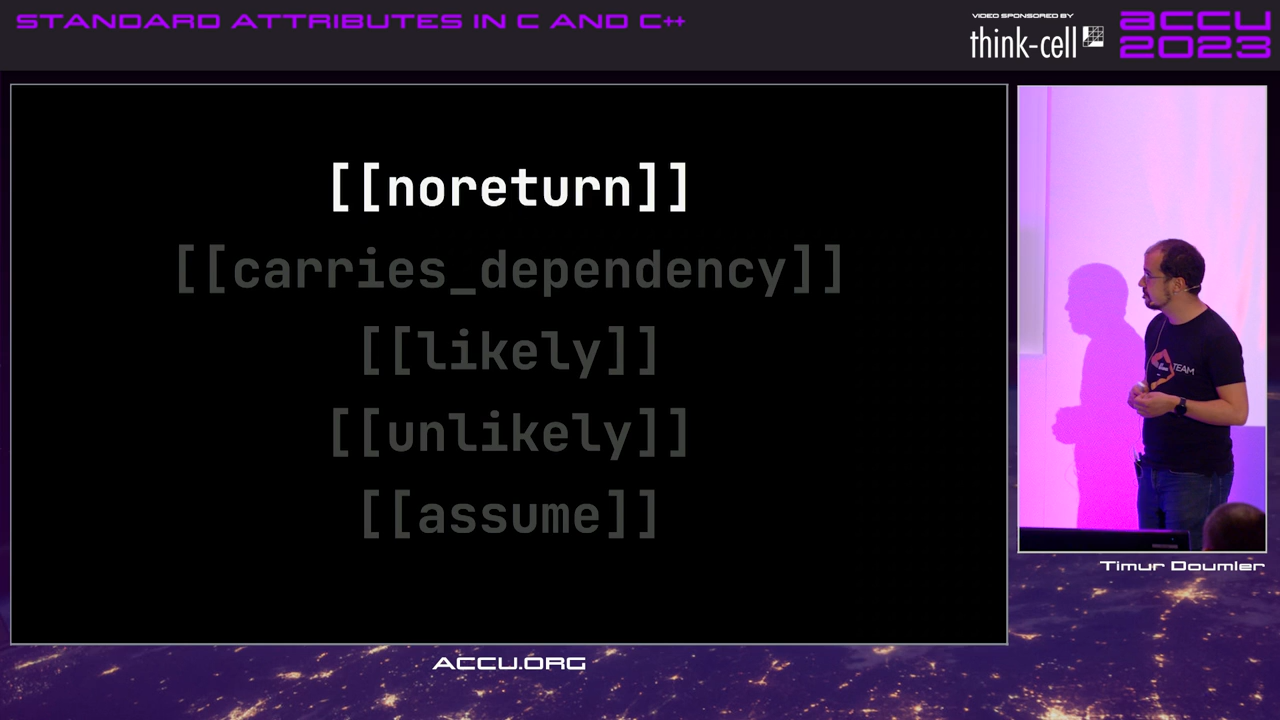 STANDARD ATTRIBUTES IN C AND C++
VIDEO SPONSORED BY
think-cell
accu
2023
[[noreturn]]
[[carries_dependency]]
[[likely]]
[[unlikely]]
[[assume]]
TEAM
Timur Doumler
ACCU.ORG